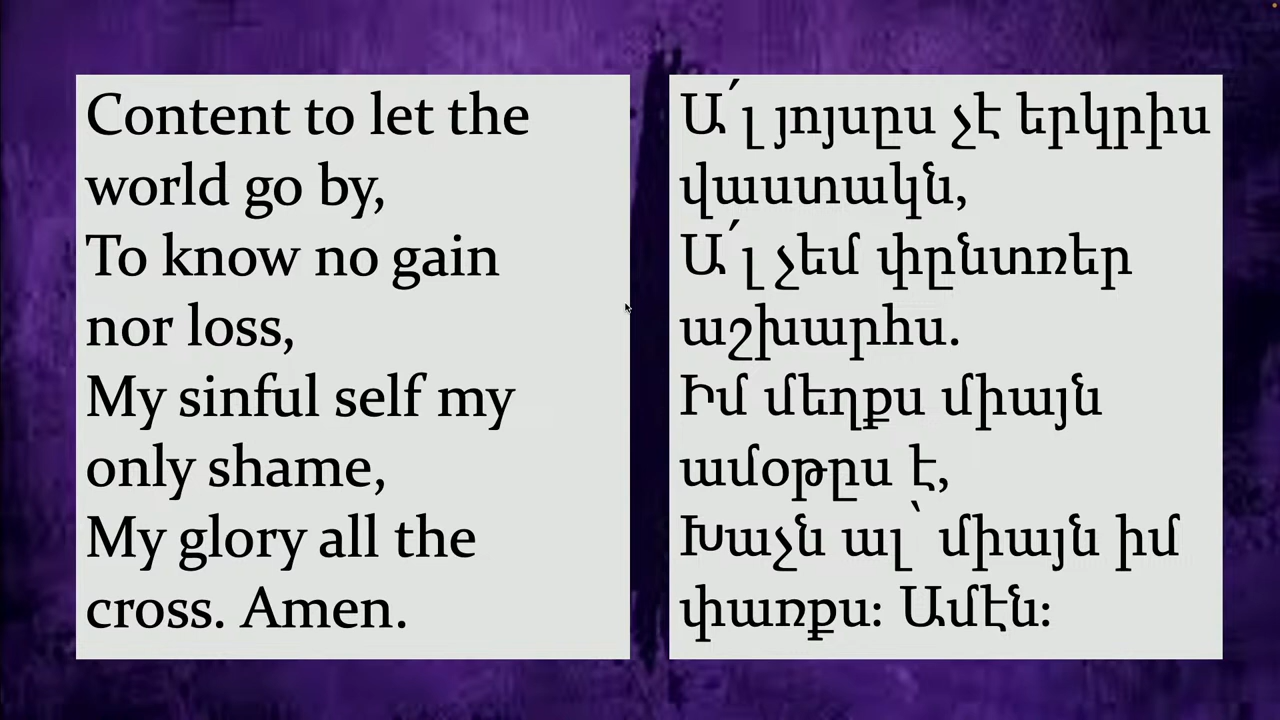 Content to let the
world go by,
To know no gain
nor loss,
My sinful self my
only shame,
My glory all the
cross. Amen.
Ա՛լ յոյսըս չէ երկրիս
վաստակն,
Ա՛լ չեմ փընտռեր
աշխարհս.
Իմ մեղքս միայն
ամօթըս է,
Խաչն ալ՝ միայն իմ
փառքս։ Ամէն։